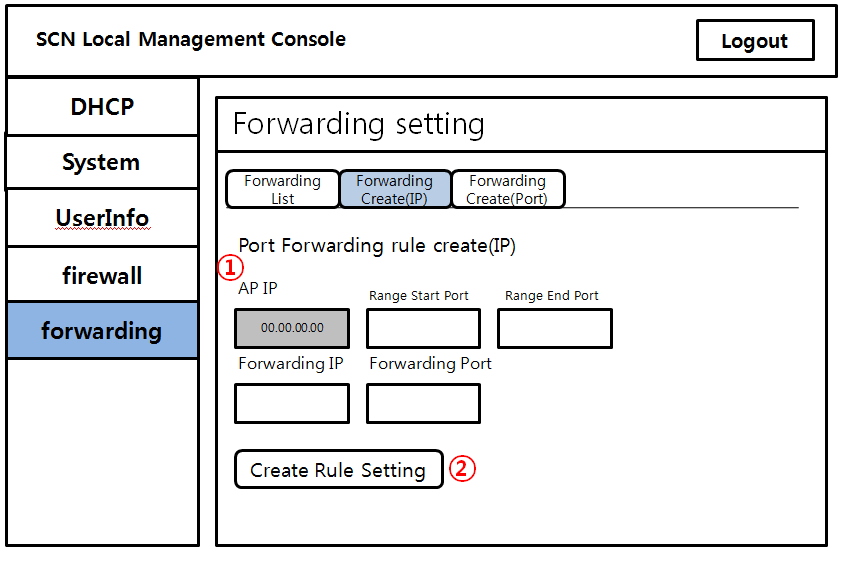 SCN Local Management Console
Logout
DHCP
System
UserInfo
firewall
forwarding
Forwarding setting
Forwarding
List
Forwarding
Create(IP)
Forwarding
Create(Port)
Port Forwarding rule create(IP)
①
AP IP
Range Start Port
Range End Port
00.00.00.00
Forwarding IP
Forwarding Port
Create Rule Setting
②